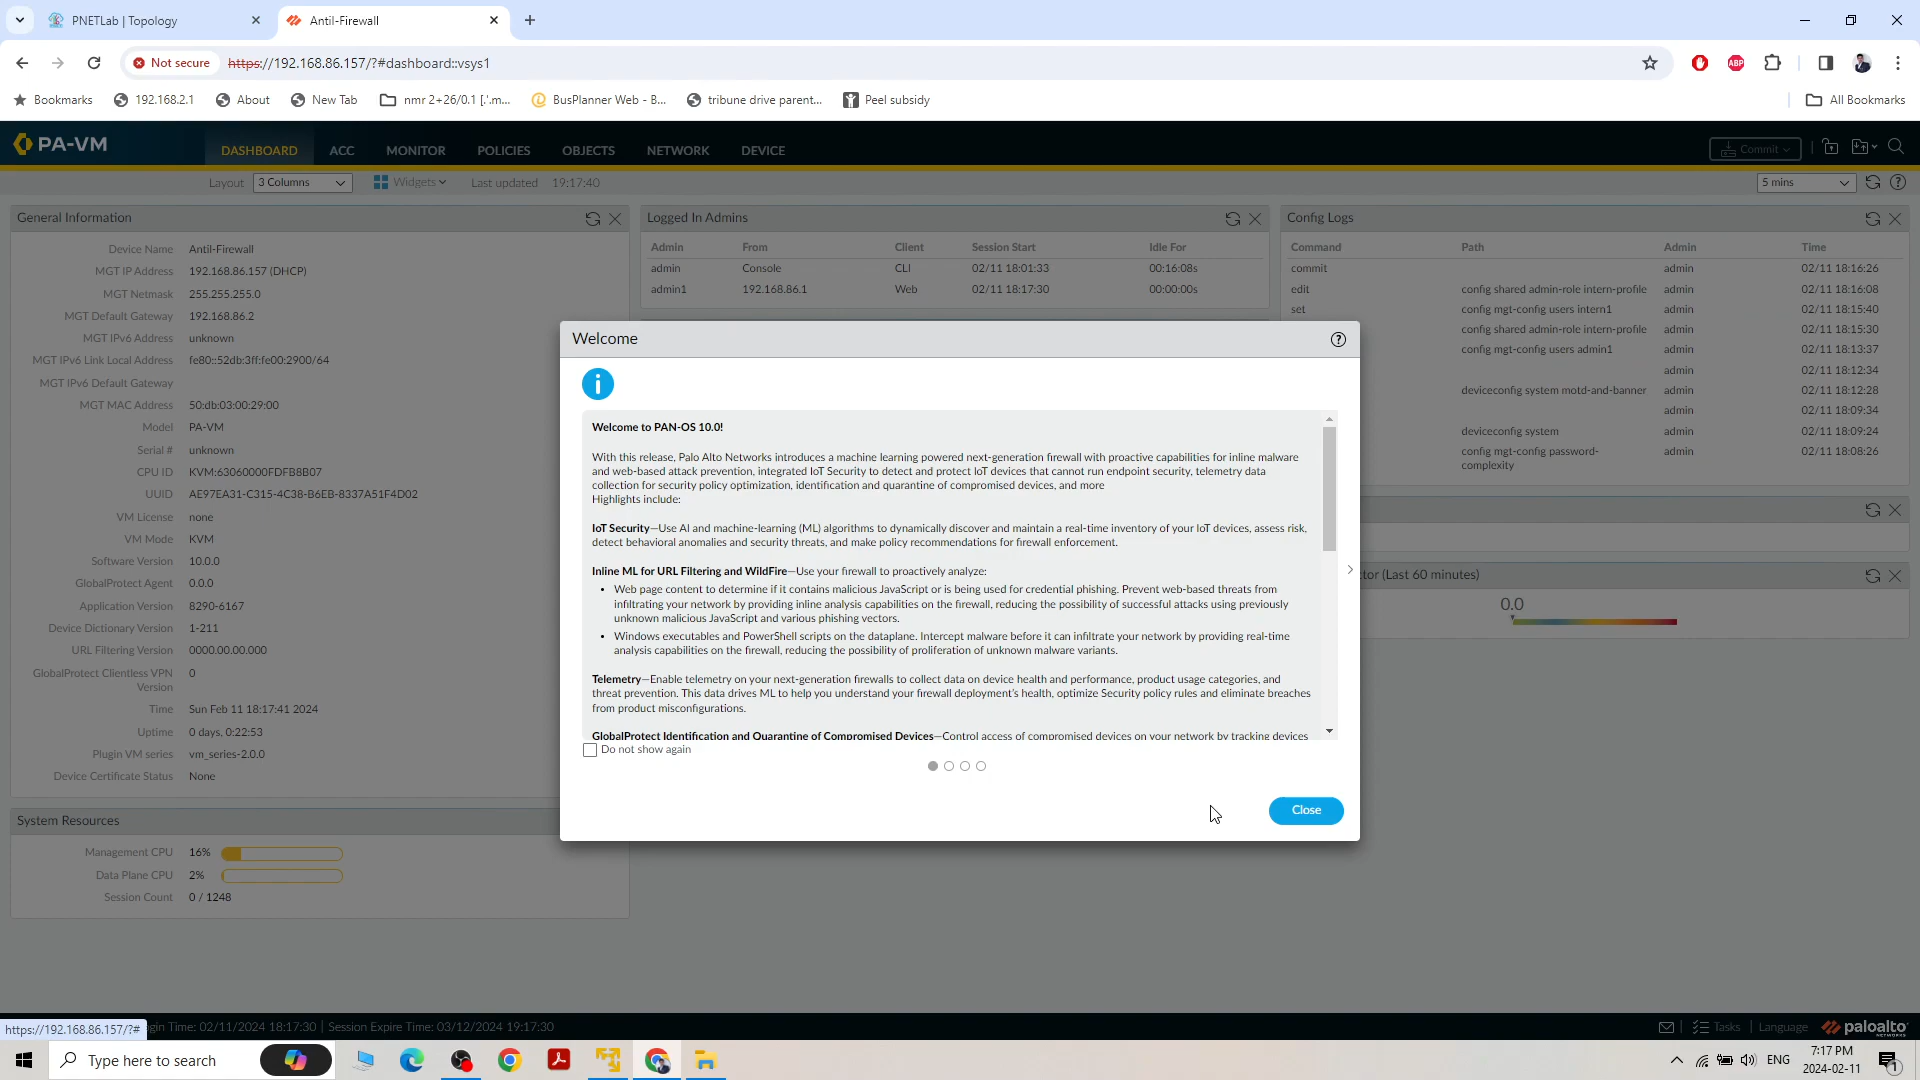 PNETLab | Topology
Antil-Firewall
Not secure
https://192.168.86.157/?#dashboard::vsys1
ABP
Bookmarks
192.168.2.1
About
New Tab
nmr 2+26/0.1 [.'.m...
BusPlanner Web - B...
tribune drive parent...
Peel subsidy
All Bookmarks
PA-VM
DASHBOARD
ACC
MONITOR
POLICIES
OBJECTS
NETWORK
DEVICE
Commit
Layout
3 Columns
Widgets
Last updated 19:17:40
5 mins
General Information
Device Name Antil-Firewall
MGT IP Address 192.168.86.157 (DHCP)
MGT Netmask 255.255.255.0
MGT Default Gateway 192.168.86.2
MGT IPv6 Address unknown
MGT IPv6 Link Local Address fe80::52db:3ff:fe00:2900/64
MGT IPv6 Default Gateway
MGT MAC Address 50:db:03:00:29:00
Model PA-VM
Serial # unknown
CPU ID KVM:63060000FDFB8B07
UUID AE97EA31-C315-4C38-B6EB-8337A51F4D02
VM License none
VM Mode KVM
Software Version 10.0.0
GlobalProtect Agent 0.0.0
Application Version 8290-6167
Device Dictionary Version 1-211
URL Filtering Version 0000.00.00.000
GlobalProtect Clientless VPN 0
Version
Time Sun Feb 11 18:17:41 2024
Uptime 0 days, 0:22:53
Plugin VM series vm_series-2.0.0
Device Certificate Status None
System Resources
Management CPU 16%
Data Plane CPU 2%
Session Count 0 / 1248
Logged In Admins
Admin From Client Session Start Idle For
admin Console CLI 02/11 18:01:33 00:16:08s
admin1 192.168.86.1 Web 02/11 18:17:30 00:00:00s
Config Logs
Command Path Admin Time
commit admin 02/11 18:16:26
edit config shared admin-role intern-profile admin 02/11 18:16:08
set config mgt-config users intern1 admin 02/11 18:15:40
config shared admin-role intern-profile admin 02/11 18:15:30
config mgt-config users admin1 admin 02/11 18:13:37
admin 02/11 18:12:34
deviceconfig system motd-and-banner admin 02/11 18:12:28
admin 02/11 18:09:34
deviceconfig system admin 02/11 18:09:24
config mgt-config password- admin 02/11 18:08:26
complexity
tor (Last 60 minutes)
0.0
Welcome
Welcome to PAN-OS 10.0!
With this release, Palo Alto Networks introduces a machine learning powered next-generation firewall with proactive capabilities for inline malware
and web-based attack prevention, integrated IoT Security to detect and protect IoT devices that cannot run endpoint security, telemetry data
collection for security policy optimization, identification and quarantine of compromised devices, and more
Highlights include:
IoT Security—Use AI and machine-learning (ML) algorithms to dynamically discover and maintain a real-time inventory of your IoT devices, assess risk,
detect behavioral anomalies and security threats, and make policy recommendations for firewall enforcement.
Inline ML for URL Filtering and WildFire—Use your firewall to proactively analyze:
• Web page content to determine if it contains malicious JavaScript or is being used for credential phishing. Prevent web-based threats from
infiltrating your network by providing inline analysis capabilities on the firewall, reducing the possibility of successful attacks using previously
unknown malicious JavaScript and various phishing vectors.
• Windows executables and PowerShell scripts on the dataplane. Intercept malware before it can infiltrate your network by providing real-time
analysis capabilities on the firewall, reducing the possibility of proliferation of unknown malware variants.
Telemetry—Enable telemetry on your next-generation firewalls to collect data on device health and performance, product usage categories, and
threat prevention. This data drives ML to help you understand your firewall deployment's health, optimize Security policy rules and eliminate breaches
from product misconfigurations.
GlobalProtect Identification and Quarantine of Compromised Devices—Control access of compromised devices on your network by tracking devices
Do not show again
Close
https://192.168.86.157/?#
gin Time: 02/11/2024 18:17:30 | Session Expire Time: 03/12/2024 19:17:30
Tasks | Language
paloalto
NETWORKS
Type here to search
ENG
7:17 PM
2024-02-11
1